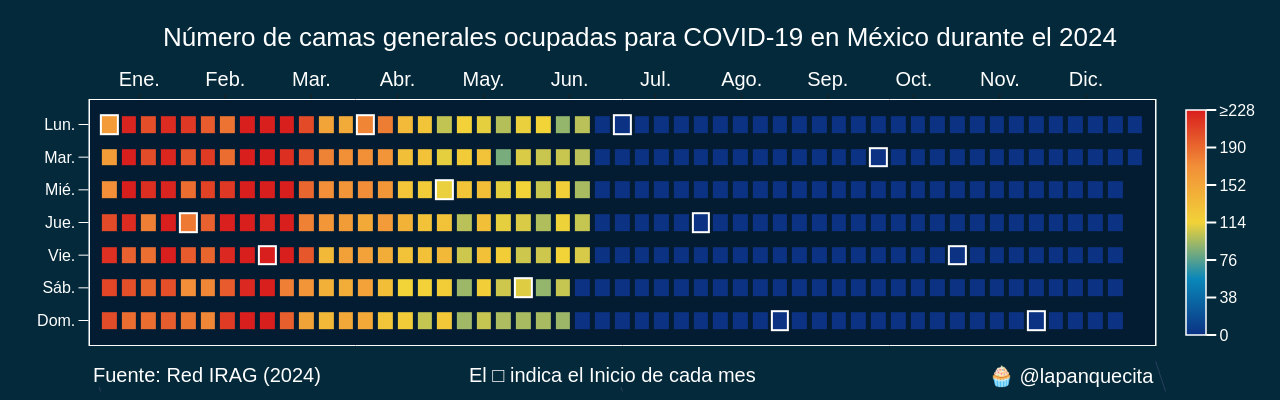 Número de camas generales ocupadas para COVID-19 en México durante el 2024
Ene. Feb. Mar. Abr. May. Jun. Jul. Ago. Sep. Oct. Nov. Dic.
Lun.
Mar.
Mié.
Jue.
Vie.
Sáb.
Dom.
≥228
190
152
114
76
38
0
Fuente: Red IRAG (2024)
El □ indica el Inicio de cada mes
🧁 @lapanquecita